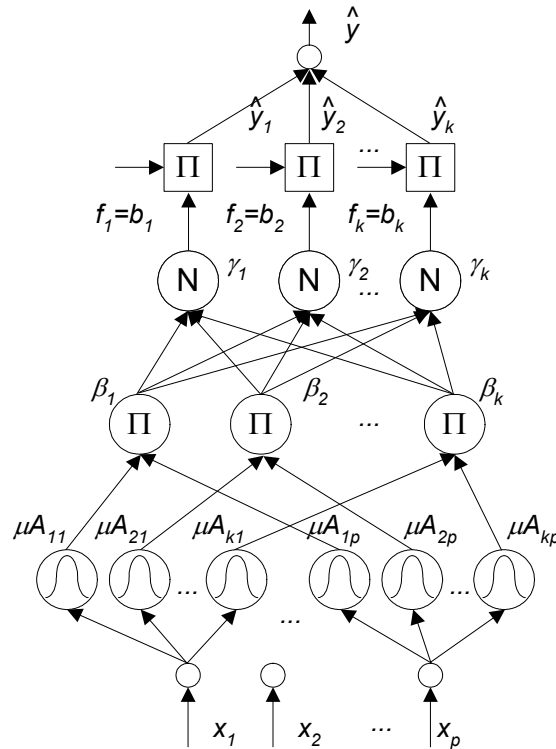 ŷ
ŷ₁ ŷ₂ ŷₖ
Π Π ... Π
f₁=b₁ f₂=b₂ fₖ=bₖ
N γ₁ N γ₂ ... N γₖ
β₁ β₂ βₖ
Π Π ... Π
μA₁₁ μA₂₁ μAₖ₁ μA₁ₚ μA₂ₚ μAₖₚ
... ... ...
x₁ x₂ ... xₚ